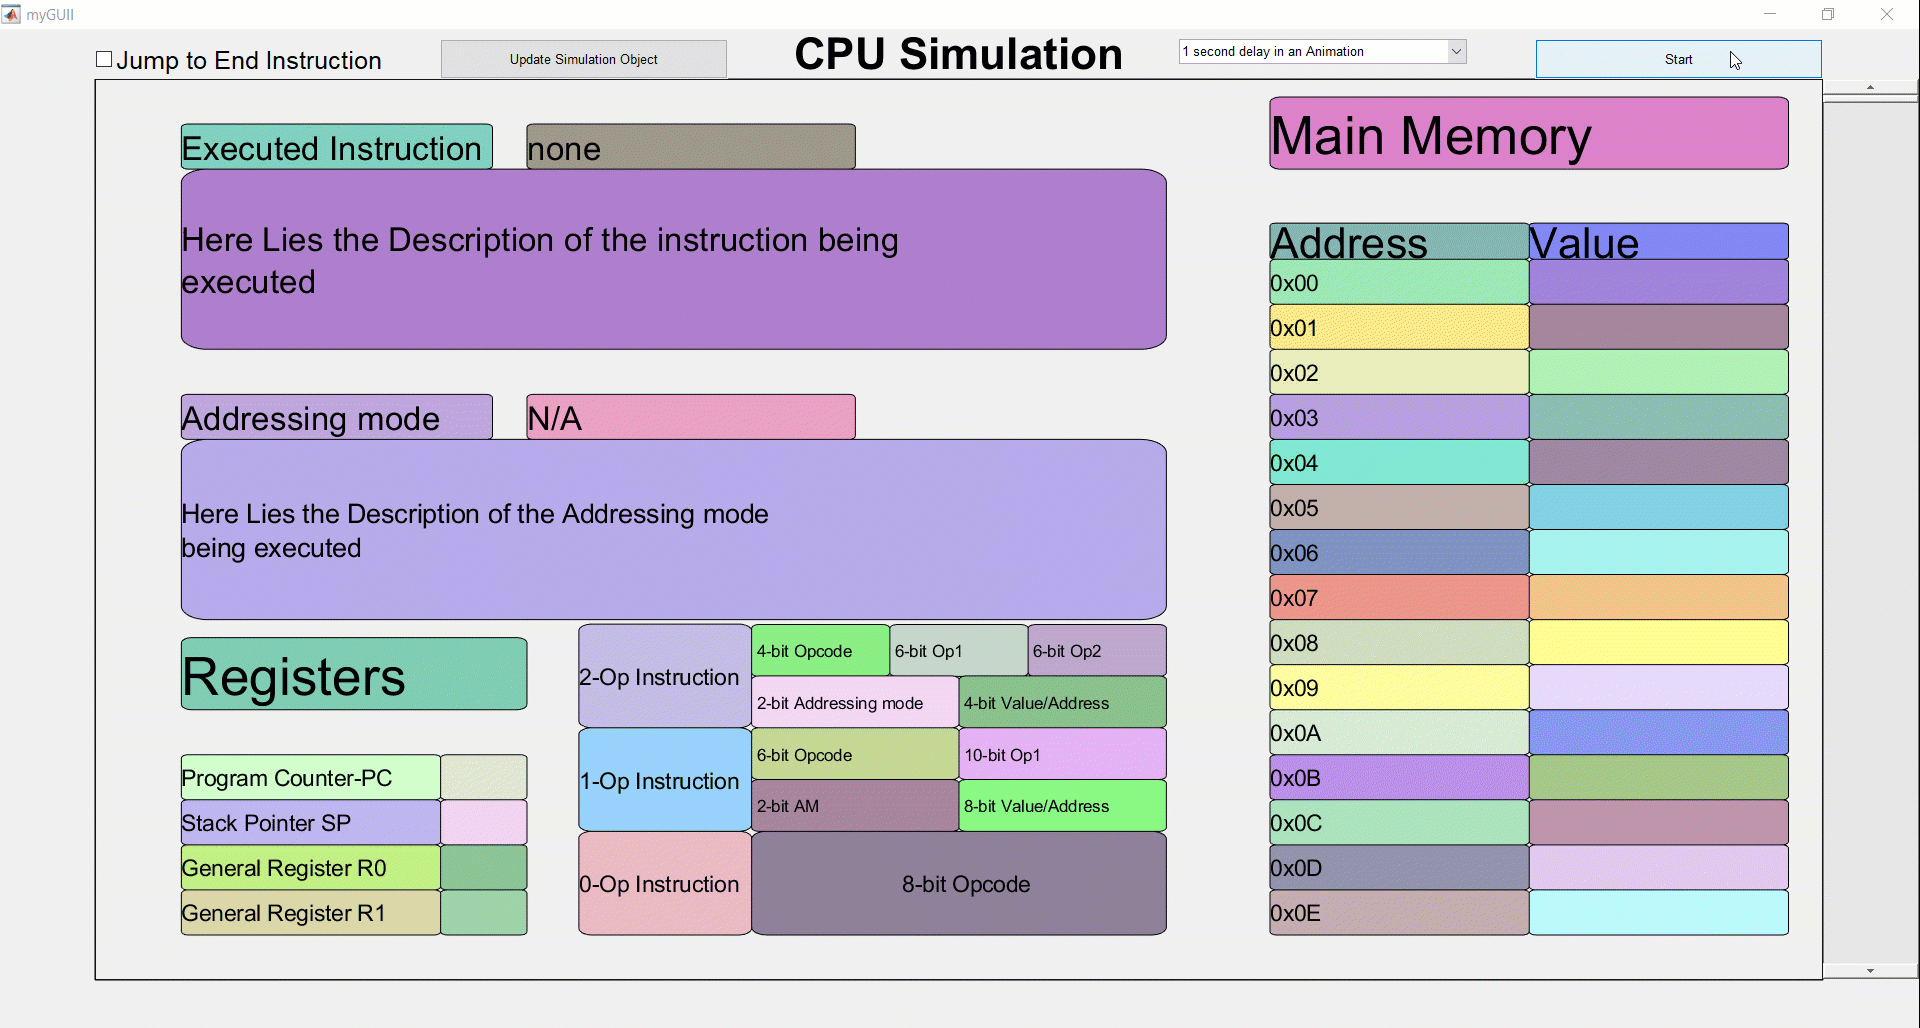 myGUII
Jump to End Instruction
Update Simulation Object
CPU Simulation
1 second delay in an Animation
Start
Executed Instruction
none
Here Lies the Description of the instruction being
executed
Addressing mode
N/A
Here Lies the Description of the Addressing mode
being executed
Registers
Program Counter-PC
Stack Pointer SP
General Register R0
General Register R1
2-Op Instruction
4-bit Opcode
6-bit Op1
6-bit Op2
2-bit Addressing mode
4-bit Value/Address
1-Op Instruction
6-bit Opcode
10-bit Op1
2-bit AM
8-bit Value/Address
0-Op Instruction
8-bit Opcode
Main Memory
Address Value
0x00
0x01
0x02
0x03
0x04
0x05
0x06
0x07
0x08
0x09
0x0A
0x0B
0x0C
0x0D
0x0E